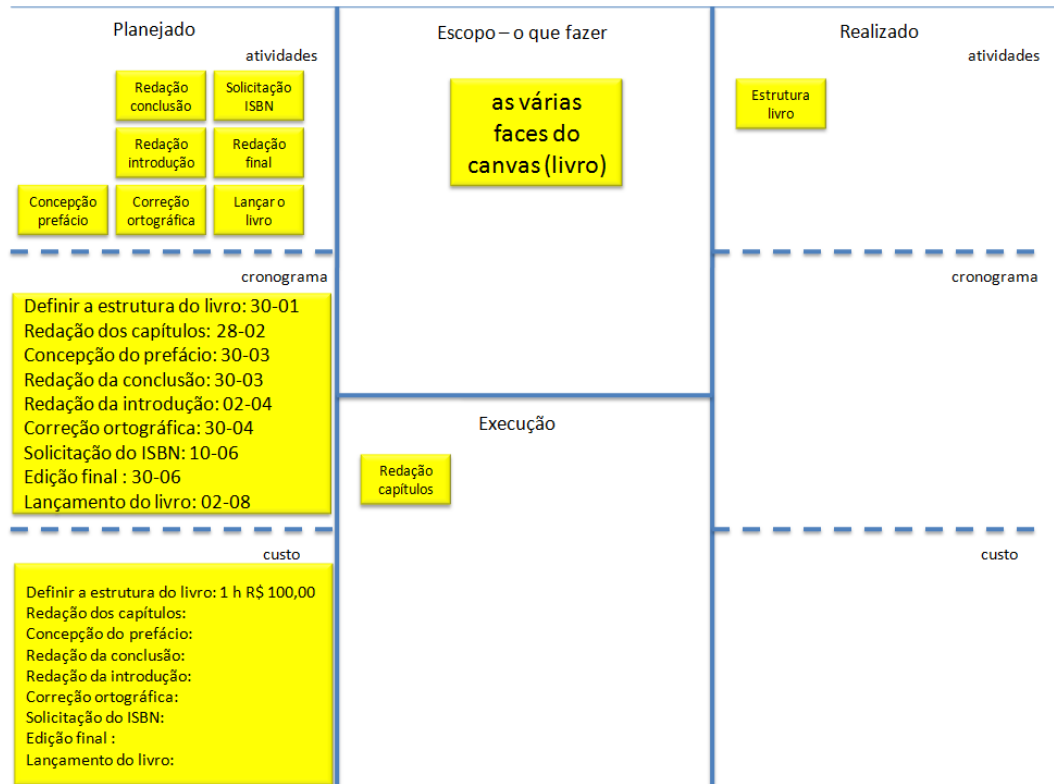 Planejado
atividades
Redação
conclusão
Solicitação
ISBN
Redação
introdução
Redação
final
Concepção
prefácio
Correção
ortográfica
Lançar o
livro
cronograma
Definir a estrutura do livro: 30-01
Redação dos capítulos: 28-02
Concepção do prefácio: 30-03
Redação da conclusão: 30-03
Redação da introdução: 02-04
Correção ortográfica: 30-04
Solicitação do ISBN: 10-06
Edição final : 30-06
Lançamento do livro: 02-08
custo
Definir a estrutura do livro: 1 h R$ 100,00
Redação dos capítulos:
Concepção do prefácio:
Redação da conclusão:
Redação da introdução:
Correção ortográfica:
Solicitação do ISBN:
Edição final :
Lançamento do livro:
Escopo – o que fazer
as várias
faces do
canvas (livro)
Execução
Redação
capítulos
Realizado
atividades
Estrutura
livro
cronograma
custo